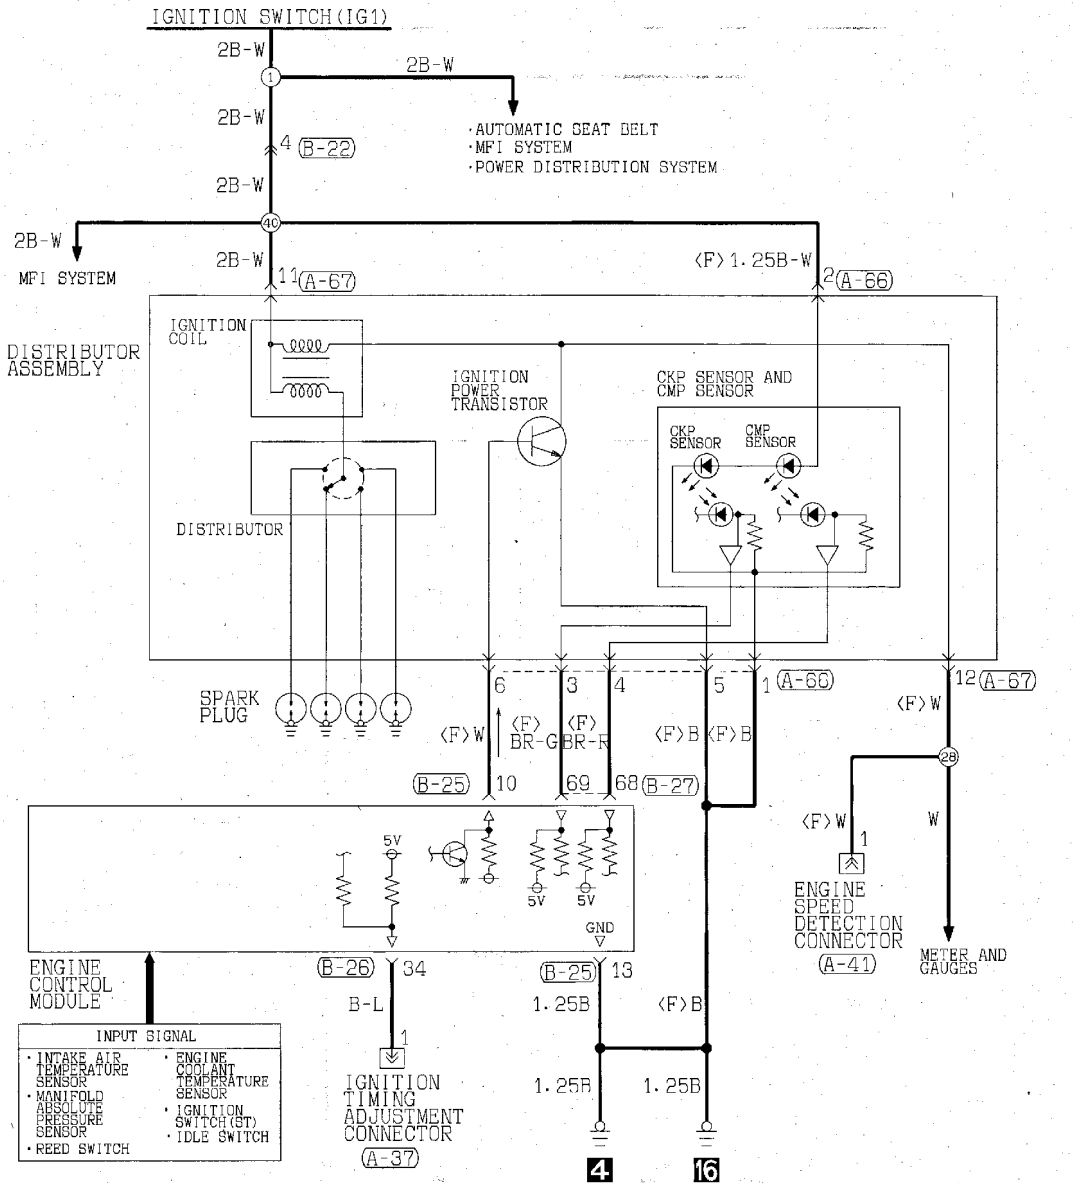 IGNITION SWITCH(IG1)
2B-W
1
2B-W
2B-W
·AUTOMATIC SEAT BELT
·MFI SYSTEM
·POWER DISTRIBUTION SYSTEM
4 (B-22)
2B-W
40
2B-W
MFI SYSTEM
2B-W
11 (A-67)
<F>1.25B-W
2 (A-66)
DISTRIBUTOR
ASSEMBLY
IGNITION
COIL
IGNITION
POWER
TRANSISTOR
CKP SENSOR AND
CMP SENSOR
CKP
SENSOR
CMP
SENSOR
DISTRIBUTOR
SPARK
PLUG
6
3
4
5
1 (A-66)
12 (A-67)
<F>W
<F>
BR-G
<F>
BR-R
<F>B
<F>B
<F>W
28
(B-25) 10
69
68 (B-27)
<F>W
W
1
ENGINE
SPEED
DETECTION
CONNECTOR
(A-41)
METER AND
GAUGES
5V
5V
5V
GND
ENGINE
CONTROL
MODULE
(B-26) 34
(B-25) 13
B-L
1.25B
<F>B
1
IGNITION
TIMING
ADJUSTMENT
CONNECTOR
(A-37)
1.25B
1.25B
4
16
INPUT SIGNAL
· INTAKE AIR
TEMPERATURE
SENSOR
· MANIFOLD
ABSOLUTE
PRESSURE
SENSOR
· REED SWITCH
· ENGINE
COOLANT
TEMPERATURE
SENSOR
· IGNITION
SWITCH(ST)
· IDLE SWITCH